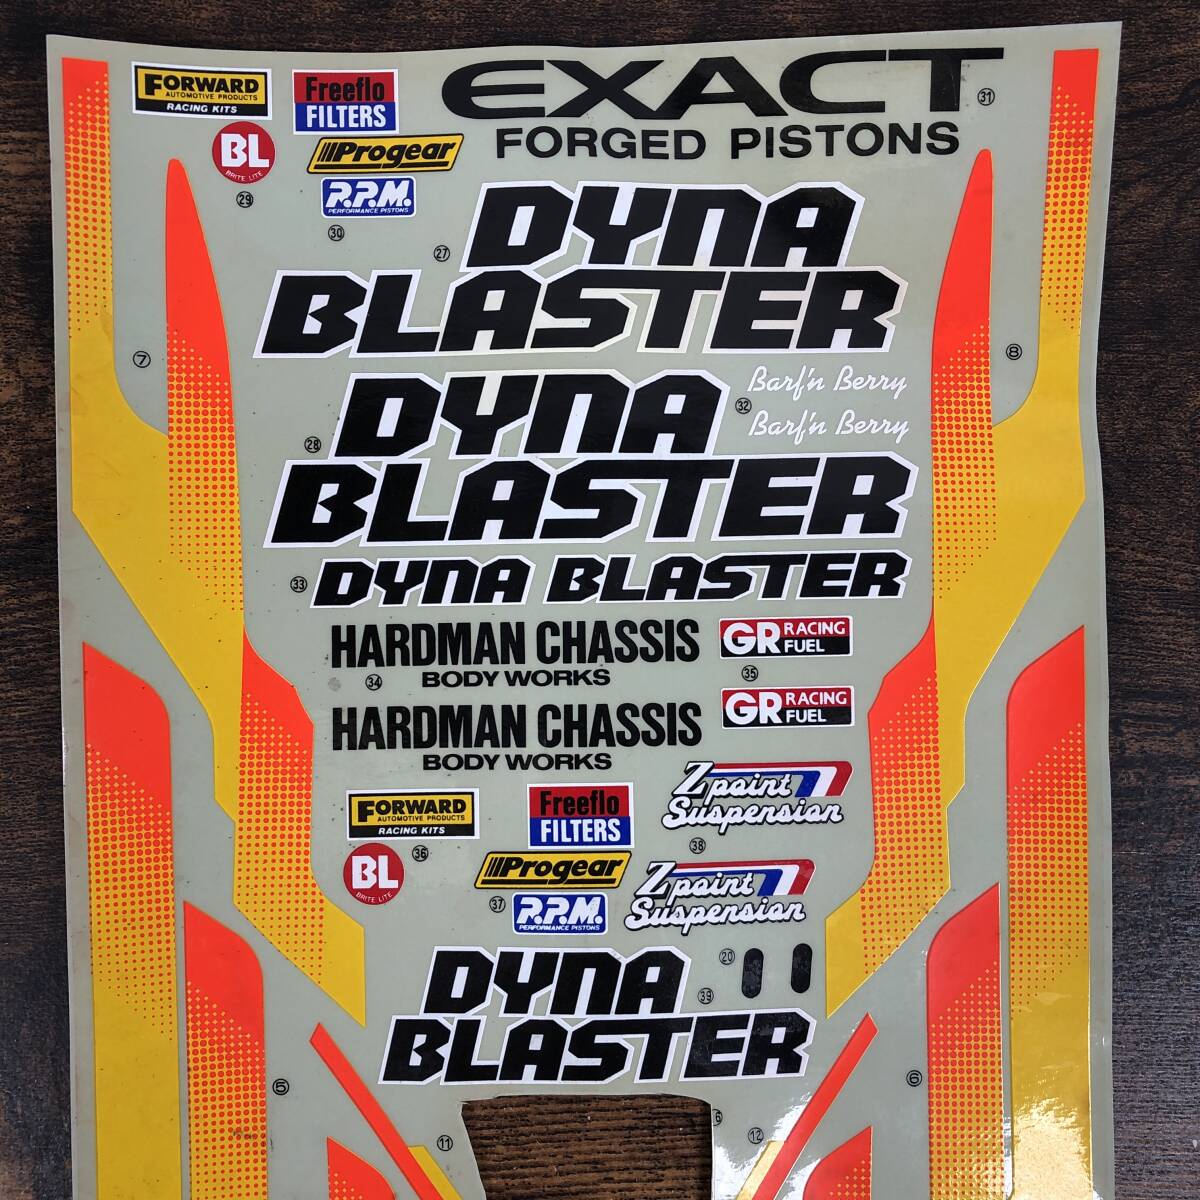 FORWARD
AUTOMOTIVE PRODUCTS
RACING KITS
Freeflo
FILTERS
EXACT
FORGED PISTONS
31
BL
BRITE LITE
29
Progear
P.P.M.
PERFORMANCE PISTONS
30
27
DYNA
BLASTER
7
8
28
DYNA
BLASTER
32
Barf'n Berry
Barf'n Berry
33
DYNA BLASTER
HARDMAN CHASSIS
BODY WORKS
34
GR RACING
FUEL
35
HARDMAN CHASSIS
BODY WORKS
GR RACING
FUEL
FORWARD
AUTOMOTIVE PRODUCTS
RACING KITS
36
Freeflo
FILTERS
Z point
Suspension
38
BL
BRITE LITE
Progear
37
P.P.M.
PERFORMANCE PISTONS
Z point
Suspension
20
39
DYNA
BLASTER
5
6
11
6
12